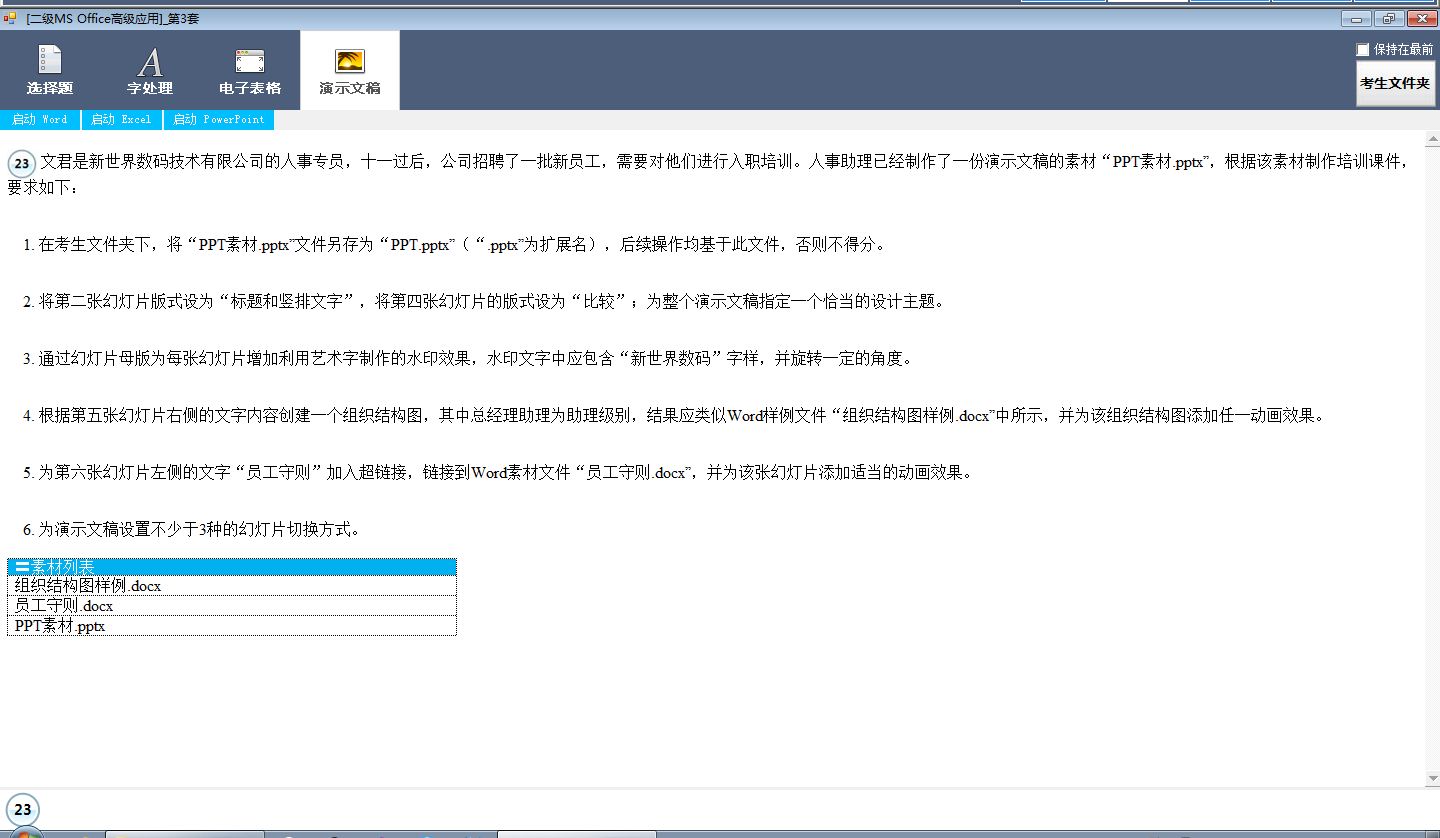 [二级MS Office高级应用]_第3套
选择题
字处理
电子表格
演示文稿
保持在最前
考生文件夹
启动 Word
启动 Excel
启动 PowerPoint
23 文君是新世界数码技术有限公司的人事专员，十一过后，公司招聘了一批新员工，需要对他们进行入职培训。人事助理已经制作了一份演示文稿的素材“PPT素材.pptx”，根据该素材制作培训课件，
要求如下：
1. 在考生文件夹下，将“PPT素材.pptx”文件另存为“PPT.pptx”（“.pptx”为扩展名），后续操作均基于此文件，否则不得分。
2. 将第二张幻灯片版式设为“标题和竖排文字”，将第四张幻灯片的版式设为“比较”；为整个演示文稿指定一个恰当的设计主题。
3. 通过幻灯片母版为每张幻灯片增加利用艺术字制作的水印效果，水印文字中应包含“新世界数码”字样，并旋转一定的角度。
4. 根据第五张幻灯片右侧的文字内容创建一个组织结构图，其中总经理助理为助理级别，结果应类似Word样例文件“组织结构图样例.docx”中所示，并为该组织结构图添加任一动画效果。
5. 为第六张幻灯片左侧的文字“员工守则”加入超链接，链接到Word素材文件“员工守则.docx”，并为该张幻灯片添加适当的动画效果。
6. 为演示文稿设置不少于3种的幻灯片切换方式。
素材列表
组织结构图样例.docx
员工守则.docx
PPT素材.pptx
23